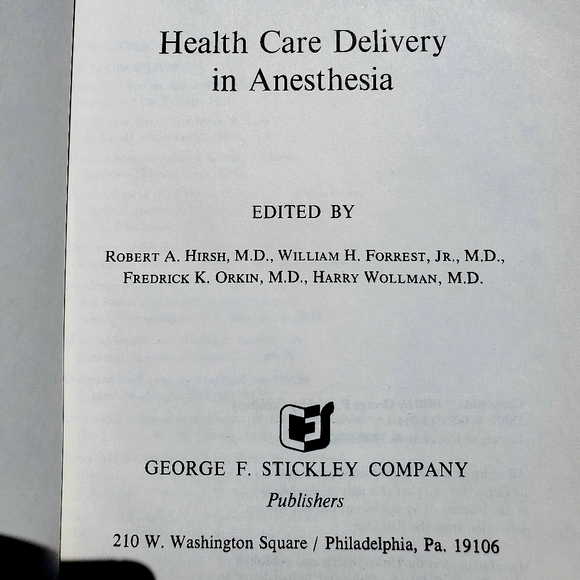 Health Care Delivery
in Anesthesia
EDITED BY
ROBERT A. HIRSH, M.D., WILLIAM H. FORREST, JR., M.D.,
FREDRICK K. ORKIN, M.D., HARRY WOLLMAN, M.D.
GEORGE F. STICKLEY COMPANY
Publishers
210 W. Washington Square / Philadelphia, Pa. 19106